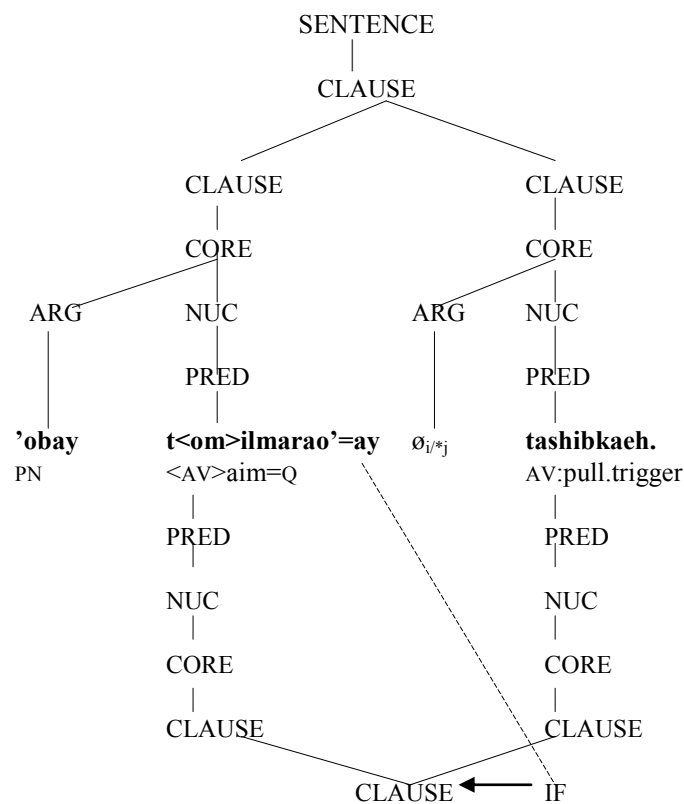 SENTENCE
CLAUSE
CLAUSE CLAUSE
CORE CORE
ARG NUC ARG NUC
PRED PRED
’obay t<om>ilmarao’=ay øi/*j tashibkaeh.
PN <AV>aim=Q AV:pull.trigger
PRED PRED
NUC NUC
CORE CORE
CLAUSE CLAUSE
CLAUSE IF